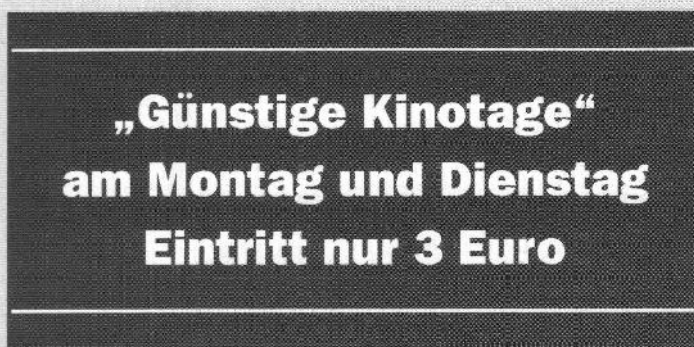 „Günstige Kinotage“
am Montag und Dienstag
Eintritt nur 3 Euro